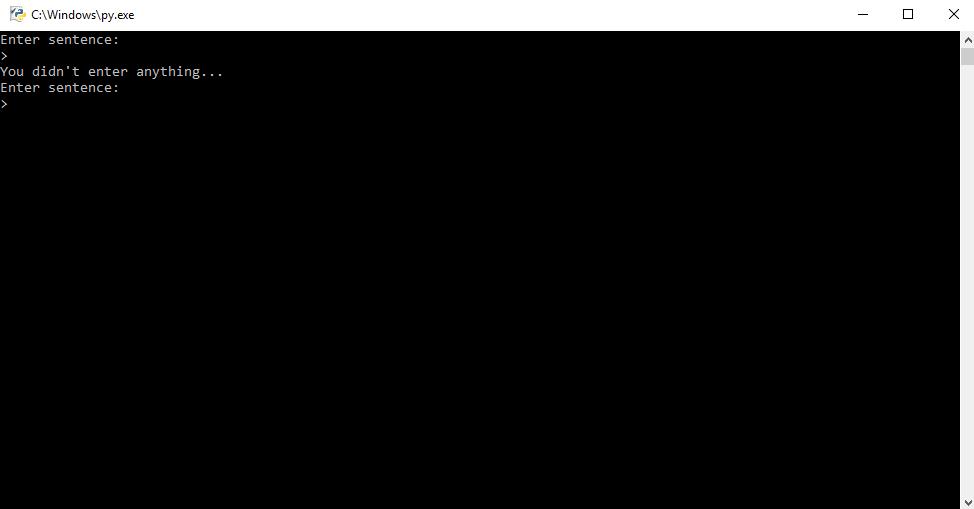 C:\Windows\py.exe
Enter sentence:
>
You didn't enter anything...
Enter sentence:
>